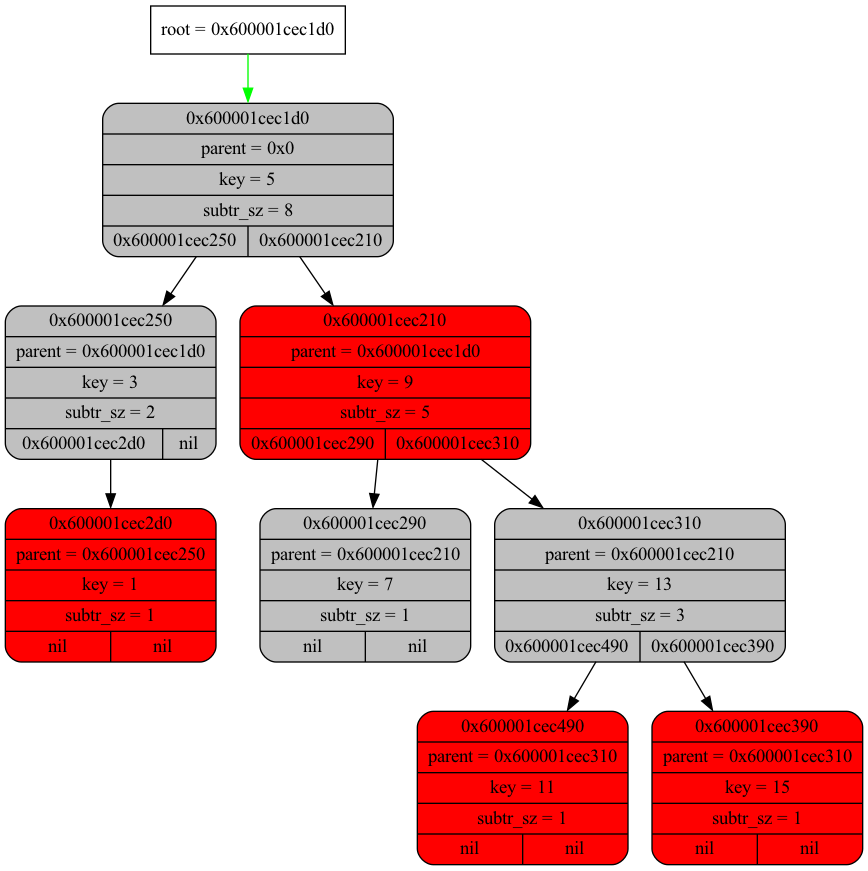 root = 0x600001cec1d0
0x600001cec1d0
parent = 0x0
key = 5
subtr_sz = 8
0x600001cec250 0x600001cec210
0x600001cec250
parent = 0x600001cec1d0
key = 3
subtr_sz = 2
0x600001cec2d0 nil
0x600001cec210
parent = 0x600001cec1d0
key = 9
subtr_sz = 5
0x600001cec290 0x600001cec310
0x600001cec2d0
parent = 0x600001cec250
key = 1
subtr_sz = 1
nil nil
0x600001cec290
parent = 0x600001cec210
key = 7
subtr_sz = 1
nil nil
0x600001cec310
parent = 0x600001cec210
key = 13
subtr_sz = 3
0x600001cec490 0x600001cec390
0x600001cec490
parent = 0x600001cec310
key = 11
subtr_sz = 1
nil nil
0x600001cec390
parent = 0x600001cec310
key = 15
subtr_sz = 1
nil nil